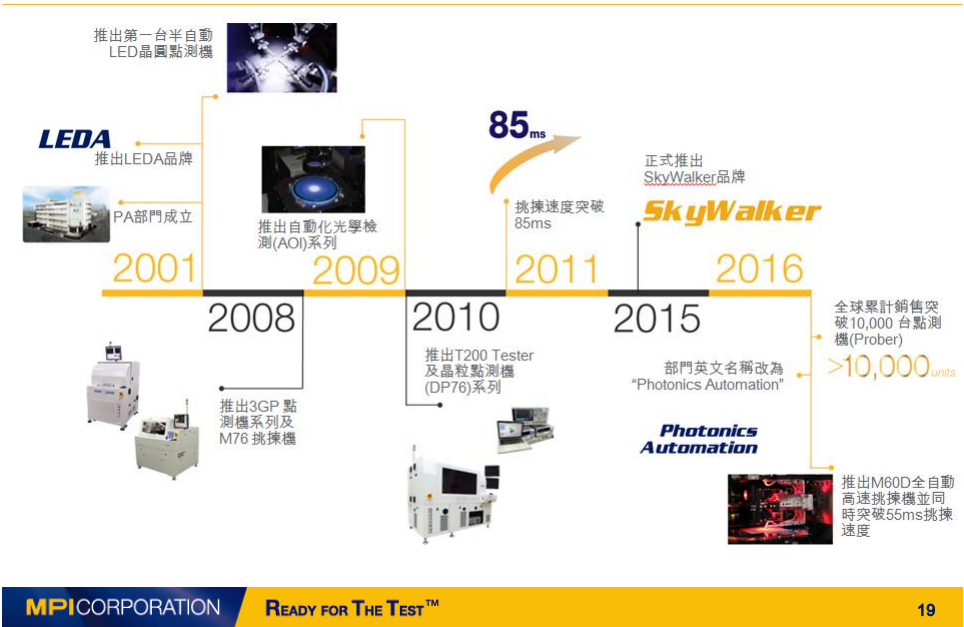 推出第一台半自動
LED晶圓點測機
LEDA
推出LEDA品牌
PA部門成立
2001
推出3GP 點
測機系列及
M76 挑揀機
2008
推出自動化光學檢
測(AOI)系列
2009
2010
推出T200 Tester
及晶粒點測機
(DP76)系列
85ms
挑揀速度突破
85ms
2011
正式推出
SkyWalker品牌
SkyWalker
2015
2016
全球累計銷售突
破10,000 台點測
機(Prober)
>10,000units
部門英文名稱改為
“Photonics Automation”
Photonics
Automation
推出M60D全自動
高速挑揀機並同
時突破55ms挑揀
速度
MPICORPORATION
READY FOR THE TEST™
19